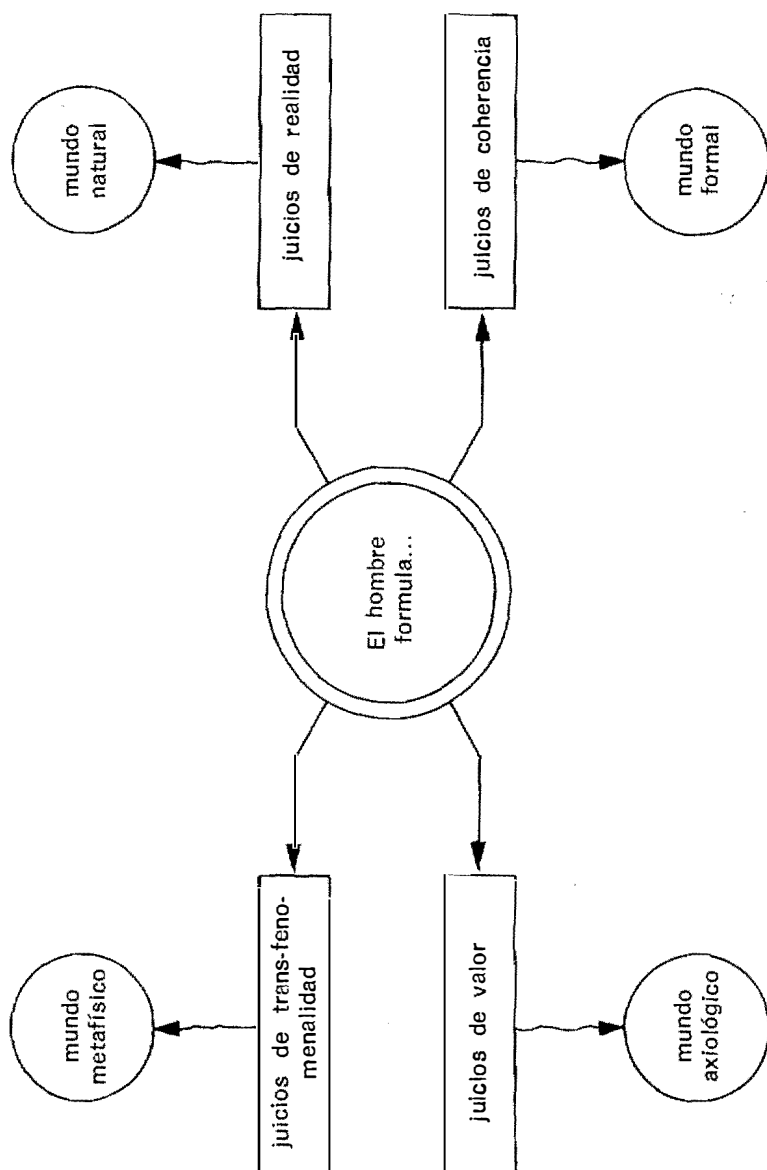 mundo
metafísico
mundo
natural
juicios de trans-feno-
menalidad
juicios de realidad
El hombre
formula...
juicios de valor
juicios de coherencia
mundo
axiológico
mundo
formal